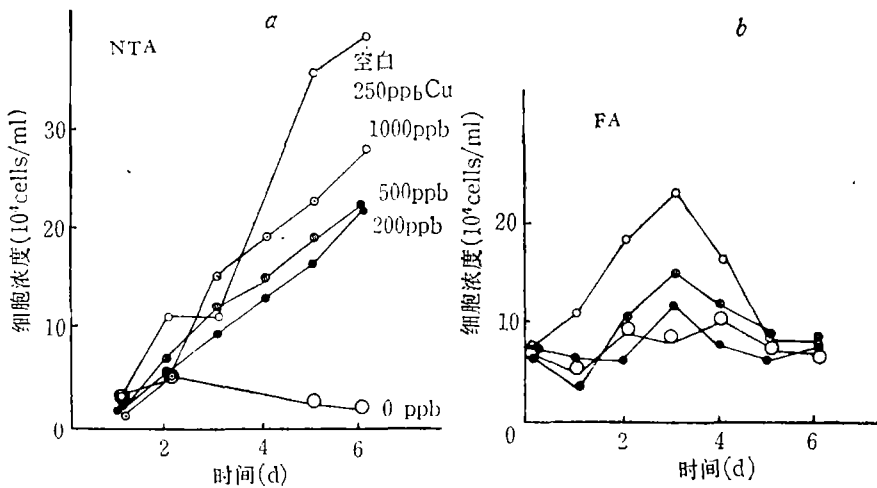 a
NTA
空白
250ppbCu
1000ppb
500ppb
200ppb
0 ppb
30
20
10
0
2
4
6
细胞浓度(10⁴cells/ml)
时间(d)
b
FA
20
10
0
2
4
6
细胞浓度(10⁴cells/ml)
时间(d)